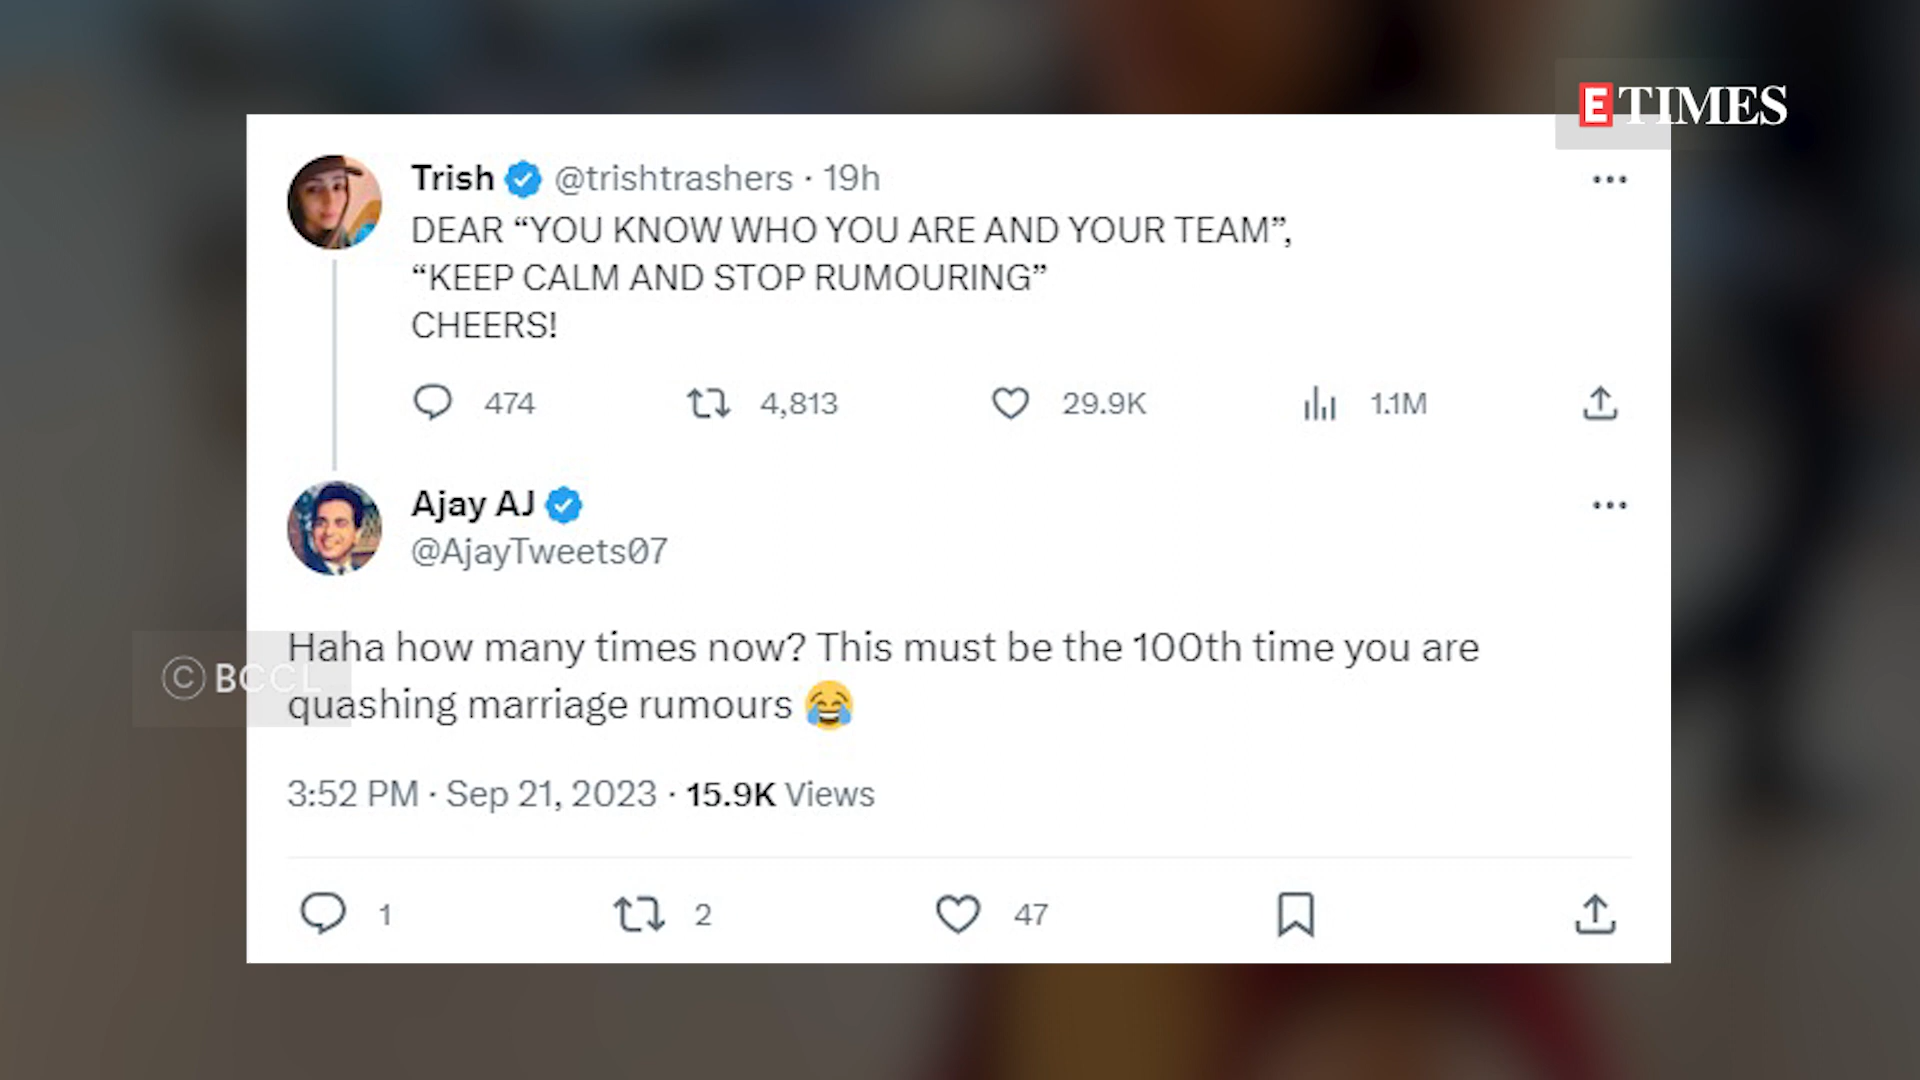 ETIMES
Trish @trishtrashers · 19h
DEAR “YOU KNOW WHO YOU ARE AND YOUR TEAM”,
“KEEP CALM AND STOP RUMOURING”
CHEERS!
474 4,813 29.9K 1.1M
Ajay AJ
@AjayTweets07
Haha how many times now? This must be the 100th time you are
© BCCL
quashing marriage rumours 😂
3:52 PM · Sep 21, 2023 · 15.9K Views
1 2 47